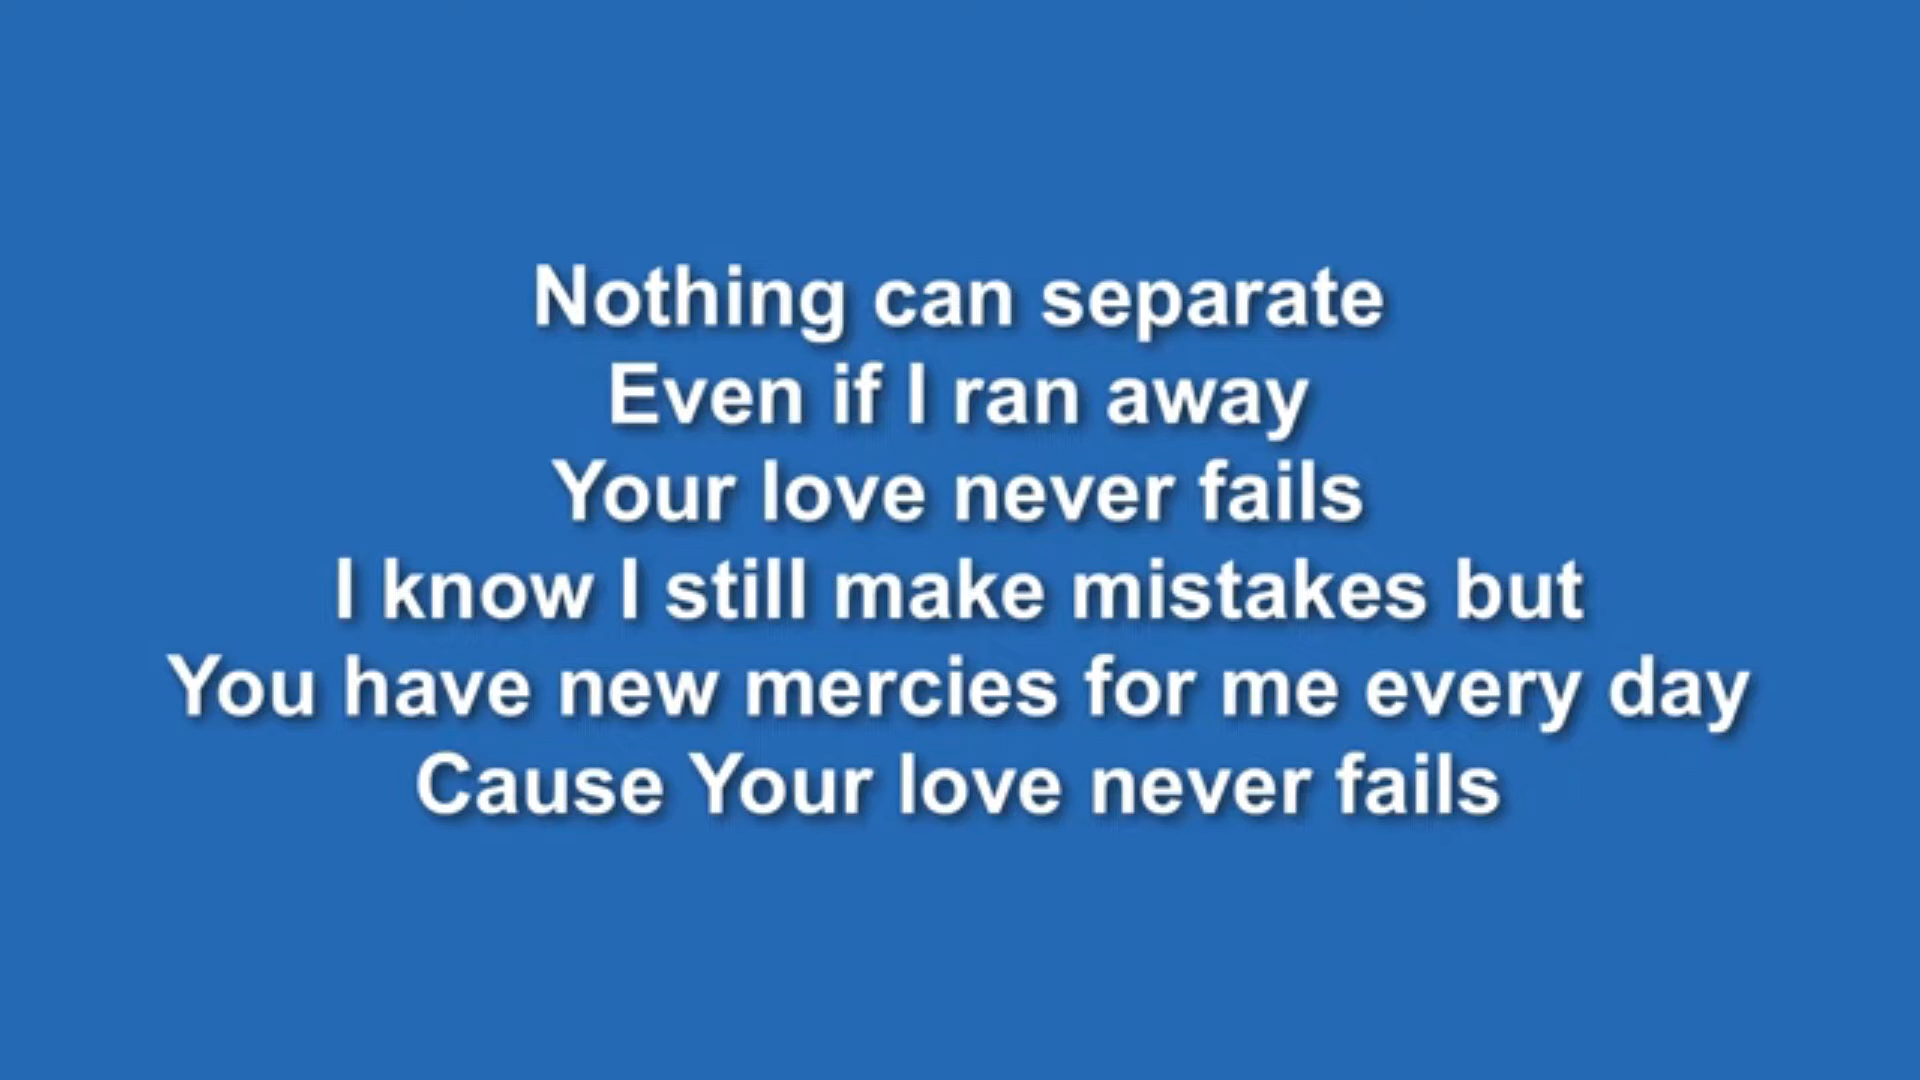 Nothing can separate
Even if I ran away
Your love never fails
I know I still make mistakes but
You have new mercies for me every day
Cause Your love never fails